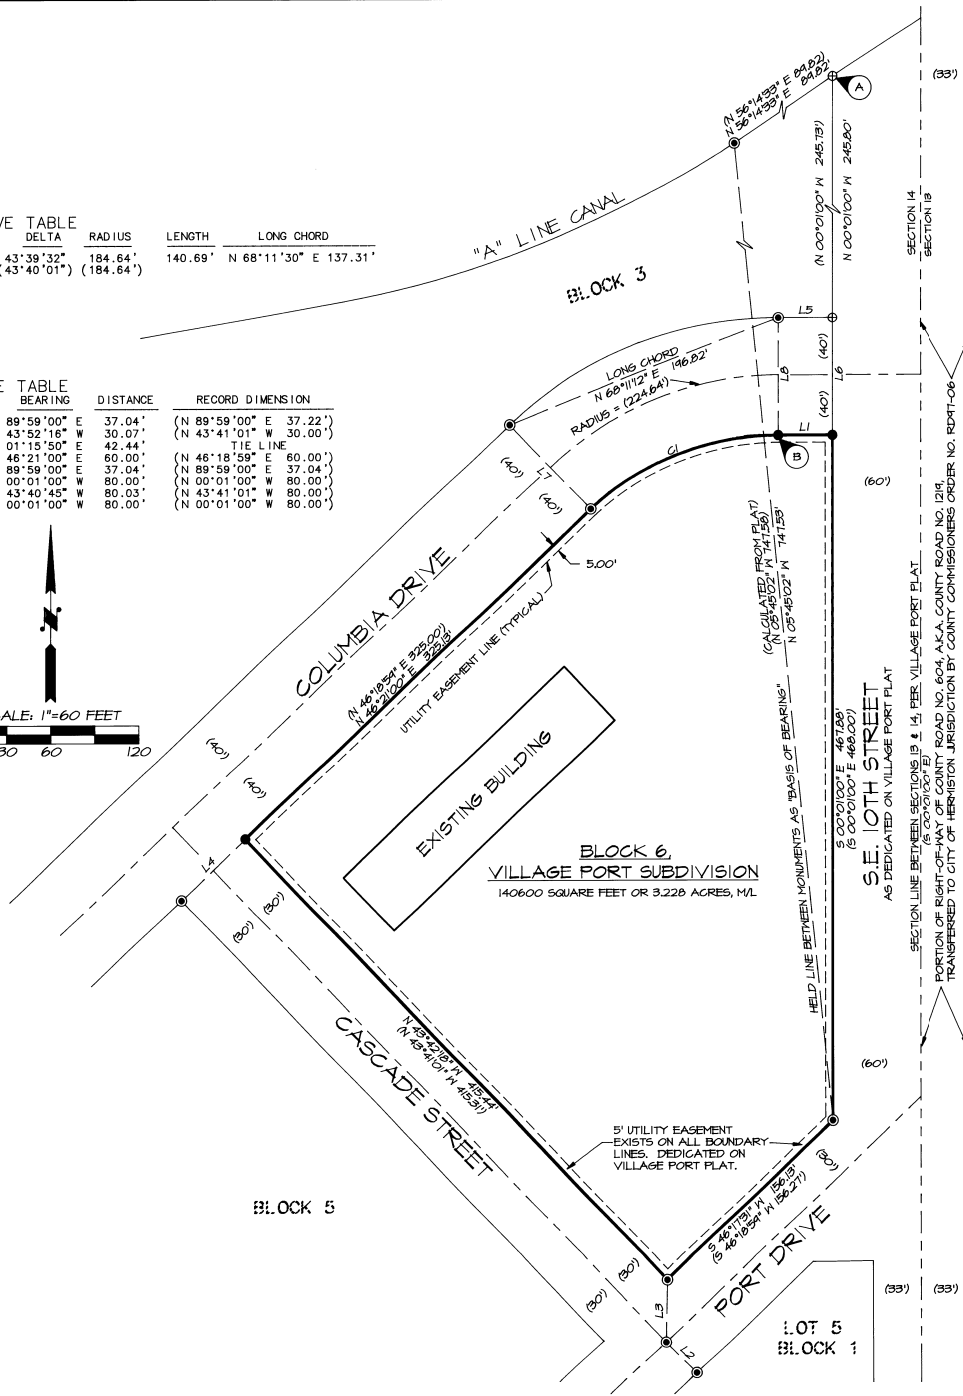 (N 56°14'33" E 89.82)
N 56°14'33" E 89.82'
(33')
A
(N 00°01'00" W 245.73')
N 00°01'00" W 245.80'
SECTION 14
SECTION 13
"A" LINE CANAL
BLOCK 3
VE TABLE
DELTA RADIUS LENGTH LONG CHORD
43°39'32" 184.64' 140.69' N 68°11'30" E 137.31'
(43°40'01") (184.64')
L5
(40')
L8
L6
(40')
LONG CHORD
N 68°11'12" E 196.82'
RADIUS = (224.64')
E TABLE
BEARING DISTANCE RECORD DIMENSION
89°59'00" E 37.04' (N 89°59'00" E 37.22')
43°52'16" W 30.07' (N 43°41'01" W 30.00')
01°15'50" E 42.44' TIE LINE
46°21'00" E 60.00' (N 46°18'59" E 60.00')
89°59'00" E 37.04' (N 89°59'00" E 37.04')
00°01'00" W 80.00' (N 00°01'00" W 80.00')
43°40'45" W 80.03' (N 43°41'01" W 80.00')
00°01'00" W 80.00' (N 00°01'00" W 80.00')
C1
L1
B
(40')
L7
(40')
(60')
5.00'
N
ALE: 1"=60 FEET
30 60 120
COLUMBIA DRIVE
(N 46°18'59" E 325.00')
N 46°21'00" E 325.13'
UTILITY EASEMENT LINE (TYPICAL)
(CALCULATED FROM PLAT)
(N 05°45'02" W 747.58)
N 05°45'02" W 747.53'
HELD LINE BETWEEN MONUMENTS AS "BASIS OF BEARING"
S 00°01'00" E 467.88'
(S 00°01'00" E 468.00')
S.E. 10TH STREET
AS DEDICATED ON VILLAGE PORT PLAT
SECTION LINE BETWEEN SECTIONS 13 & 14, PER VILLAGE PORT PLAT
(S 00°01'00" E)
PORTION OF RIGHT-OF-WAY OF COUNTY ROAD NO. 604, A.K.A. COUNTY ROAD NO. 1219,
TRANSFERRED TO CITY OF HERMISTON JURISDICTION BY COUNTY COMMISSIONERS ORDER NO. RD97-06
(40')
(40')
EXISTING BUILDING
BLOCK 6,
VILLAGE PORT SUBDIVISION
140600 SQUARE FEET OR 3.228 ACRES, M/L
L4
(30')
(30')
CASCADE STREET
N 43°42'18" W 415.44'
(N 43°41'01" W 415.31')
(60')
5' UTILITY EASEMENT
EXISTS ON ALL BOUNDARY
LINES. DEDICATED ON
VILLAGE PORT PLAT.
(30')
S 46°17'31" W 156.13'
(S 46°18'59" W 156.27')
BLOCK 5
PORT DRIVE
(30')
(30')
L3
L2
LOT 5
BLOCK 1
(33') (33')